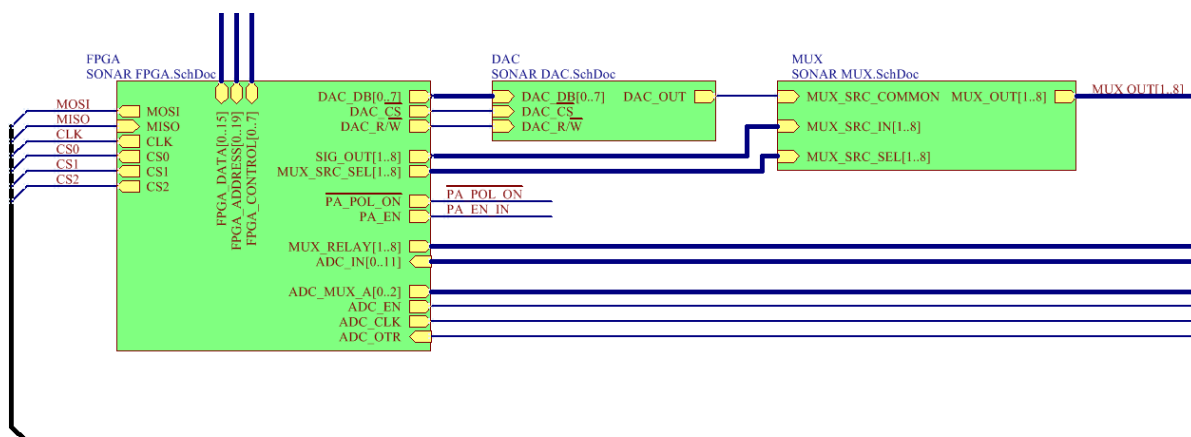 FPGA
SONAR FPGA.SchDoc
DAC
SONAR DAC.SchDoc
MUX
SONAR MUX.SchDoc
MOSI
MISO
CLK
CS0
CS1
CS2
MOSI
MISO
CLK
CS0
CS1
CS2
FPGA_DATA[0..15]
FPGA_ADDRESS[0..19]
FPGA_CONTROL[0..7]
DAC_DB[0..7]
DAC_CS
DAC_R/W
SIG_OUT[1..8]
MUX_SRC_SEL[1..8]
PA_POL_ON
PA_EN
MUX_RELAY[1..8]
ADC_IN[0..11]
ADC_MUX_A[0..2]
ADC_EN
ADC_CLK
ADC_OTR
PA_POL_ON
PA_EN_IN
DAC_DB[0..7] DAC_OUT
DAC_CS
DAC_R/W
MUX_SRC_COMMON MUX_OUT[1..8]
MUX_SRC_IN[1..8]
MUX_SRC_SEL[1..8]
MUX OUT[1..8]